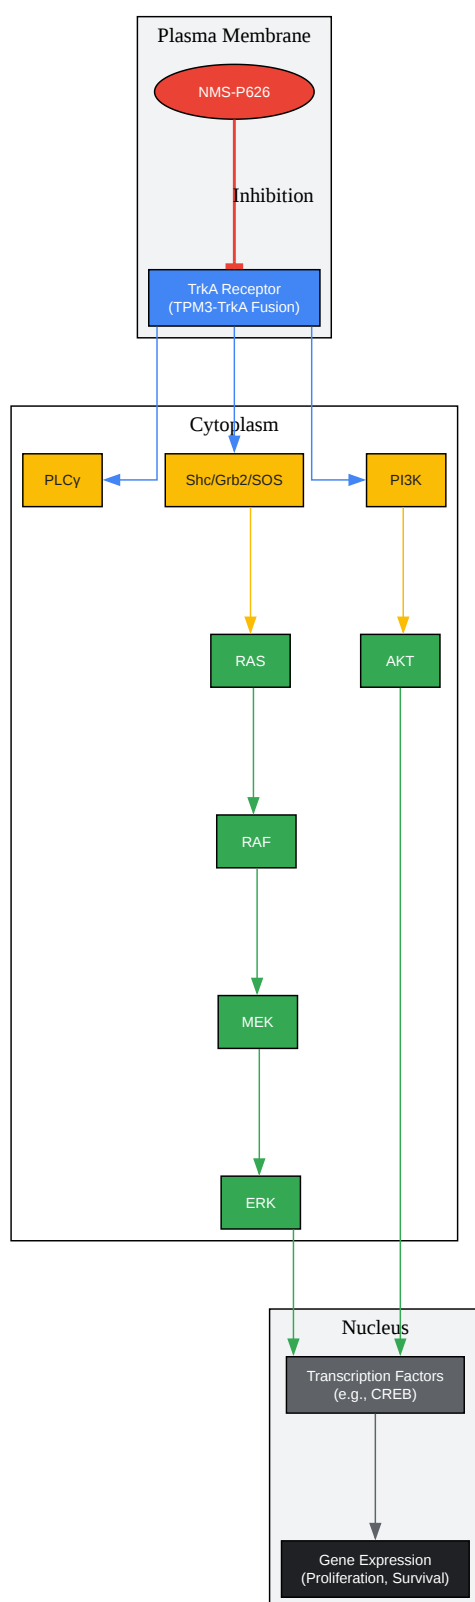 Plasma Membrane
NMS-P626
Inhibition
TrkA Receptor
(TPM3-TrkA Fusion)
Cytoplasm
PLCγ
Shc/Grb2/SOS
PI3K
RAS
AKT
RAF
MEK
ERK
Nucleus
Transcription Factors
(e.g., CREB)
Gene Expression
(Proliferation, Survival)